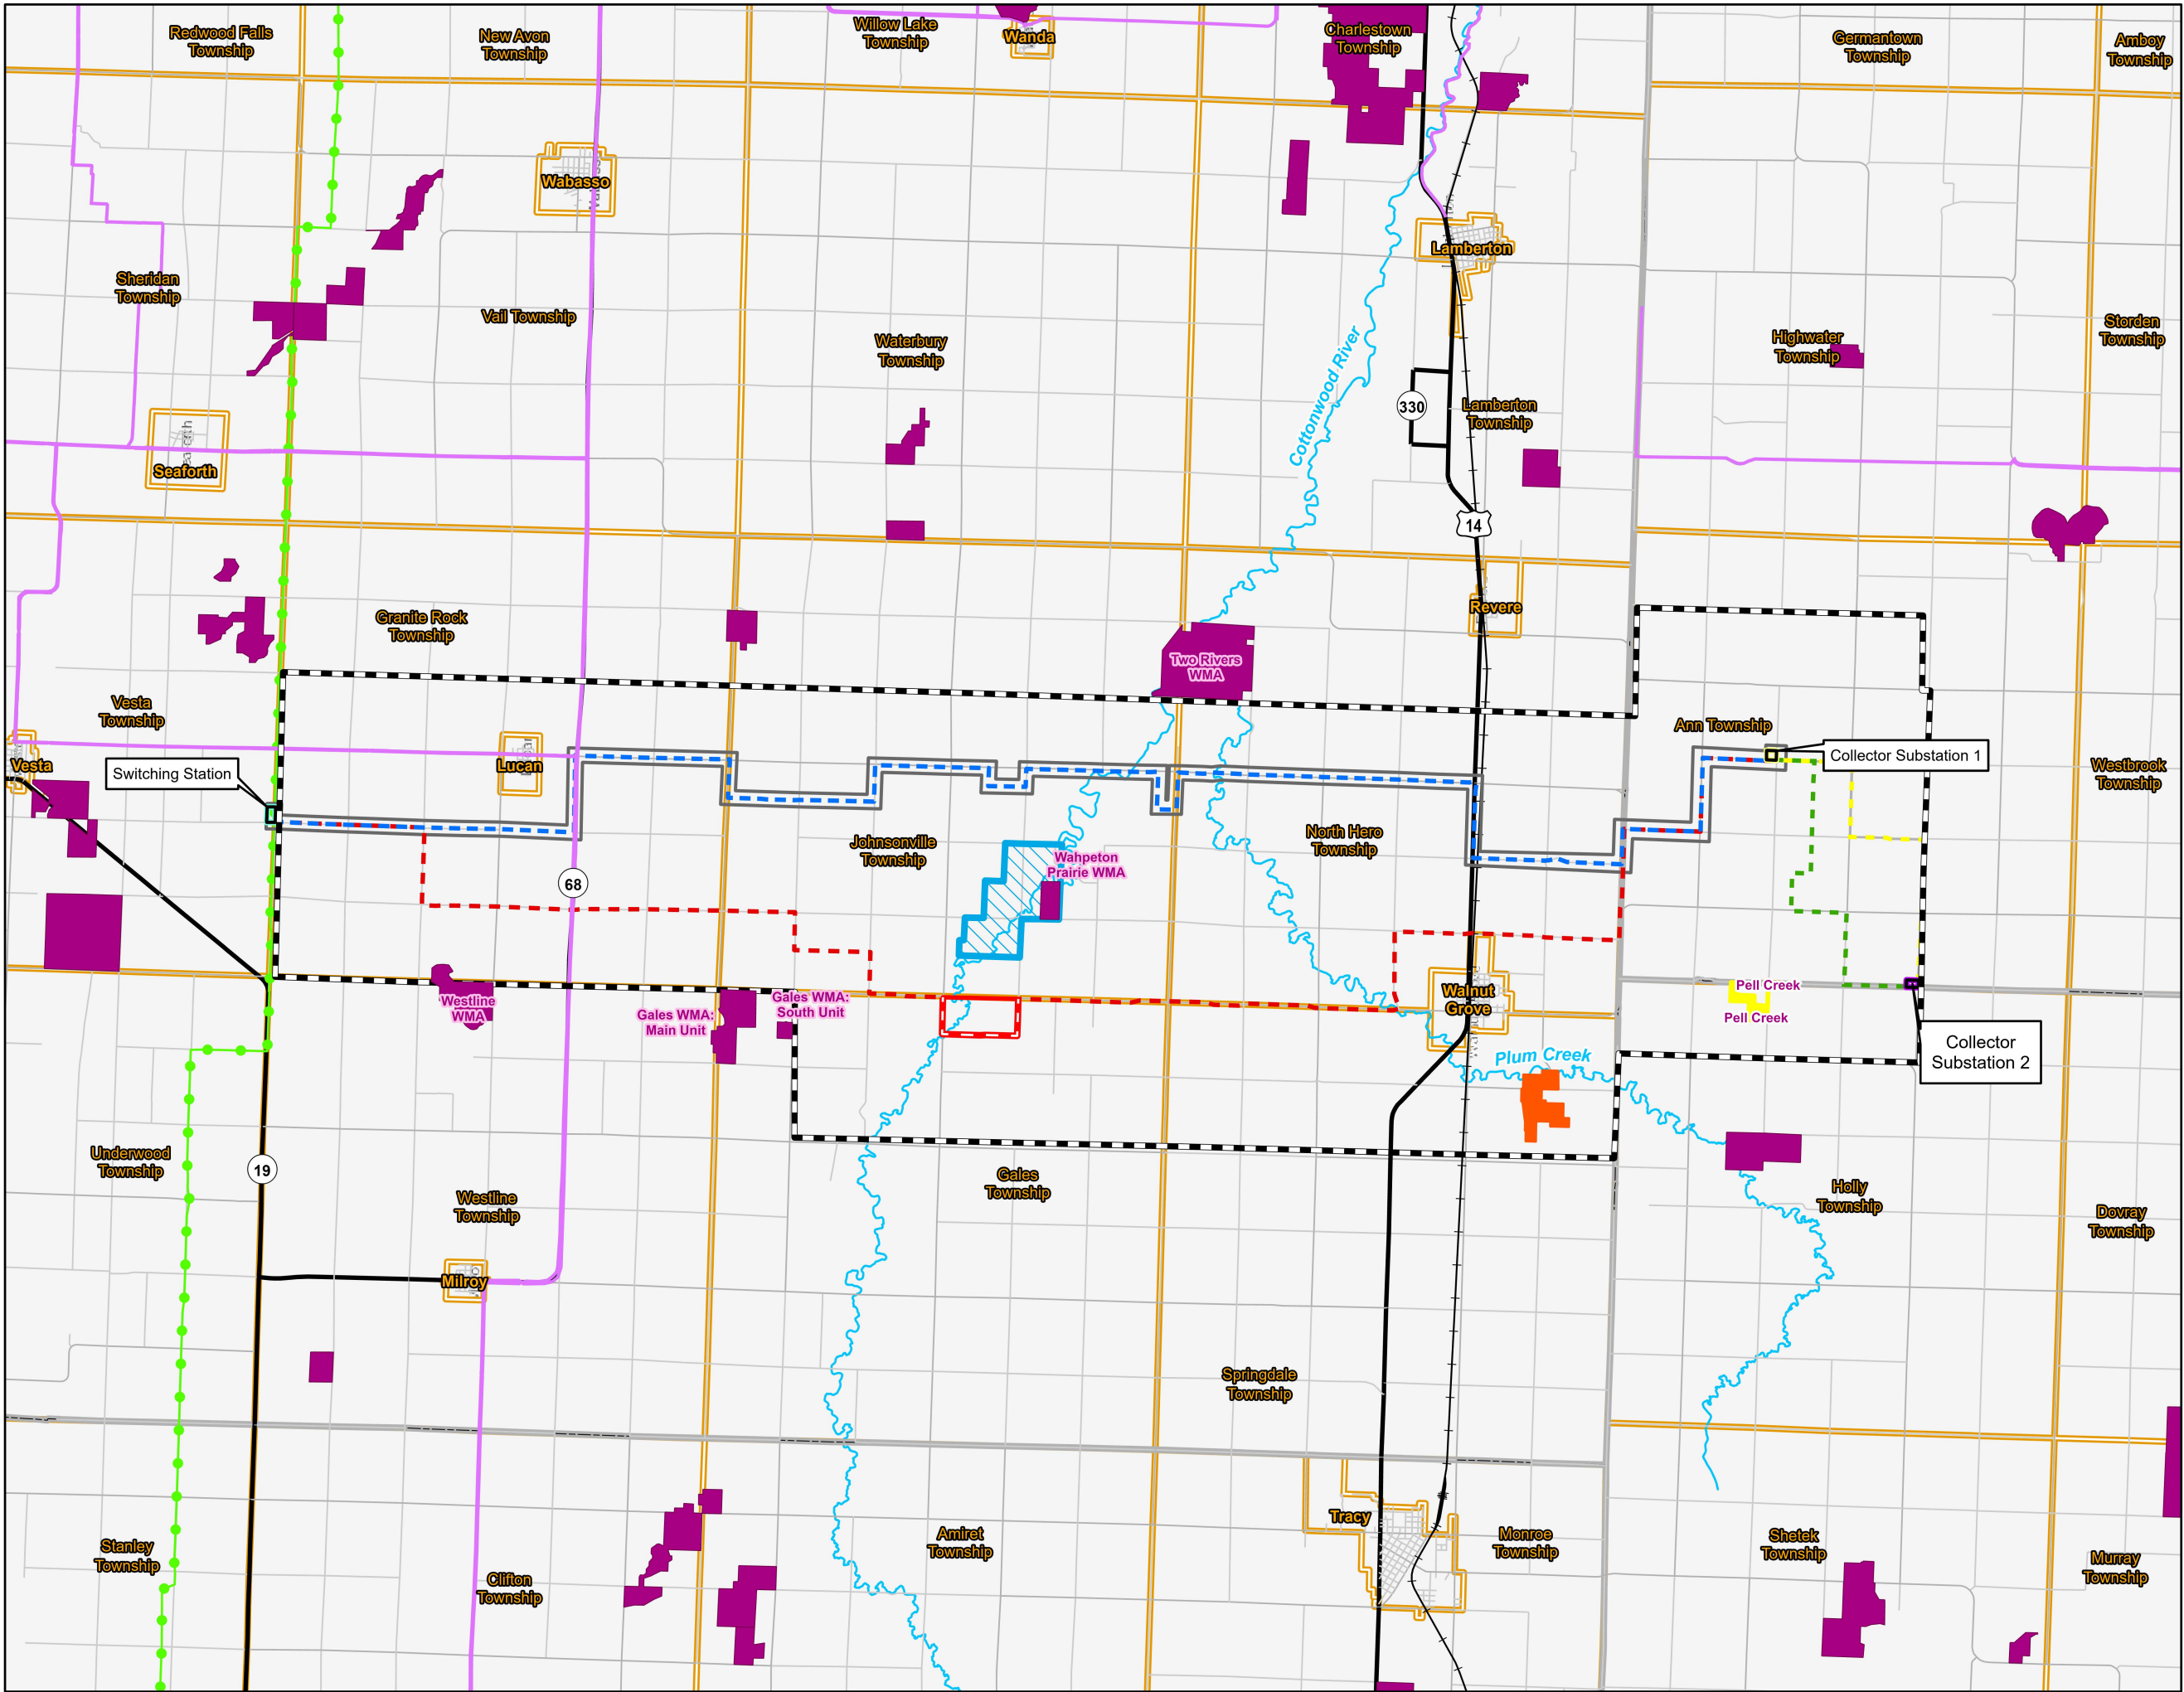 Redwood Falls
Township
New Avon
Township
Willow Lake
Township
Wanda
Charlestown
Township
Germantown
Township
Amboy
Township
Wabasso
Lamberton
Sheridan
Township
Vail Township
Waterbury
Township
Cottonwood River
Highwater
Township
Storden
Township
330
Lamberton
Township
Seaforth
14
Granite Rock
Township
Revere
Two Rivers
WMA
Vesta
Township
Ann Township
Vesta
Switching Station
Lucan
Collector Substation 1
Westbrook
Township
Johnsonville
Township
North Hero
Township
Wahpeton
Prairie WMA
68
Westline
WMA
Gales WMA:
Main Unit
Gales WMA:
South Unit
Walnut
Grove
Pell Creek
Pell Creek
Collector
Substation 2
Plum Creek
Underwood
Township
19
Westline
Township
Gales
Township
Holly
Township
Dovray
Township
Milroy
Springdale
Township
Stanley
Township
Clifton
Township
Amiret
Township
Tracy
Monroe
Township
Shetek
Township
Murray
Township